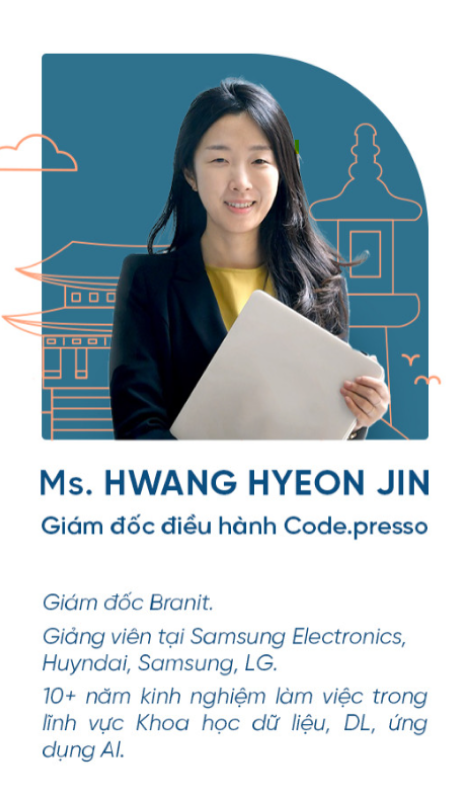 Ms. HWANG HYEON JIN
Giám đốc điều hành Code.presso
Giám đốc Branit.
Giảng viên tại Samsung Electronics,
Huyndai, Samsung, LG.
10+ năm kinh nghiệm làm việc trong
lĩnh vực Khoa học dữ liệu, DL, ứng
dụng AI.